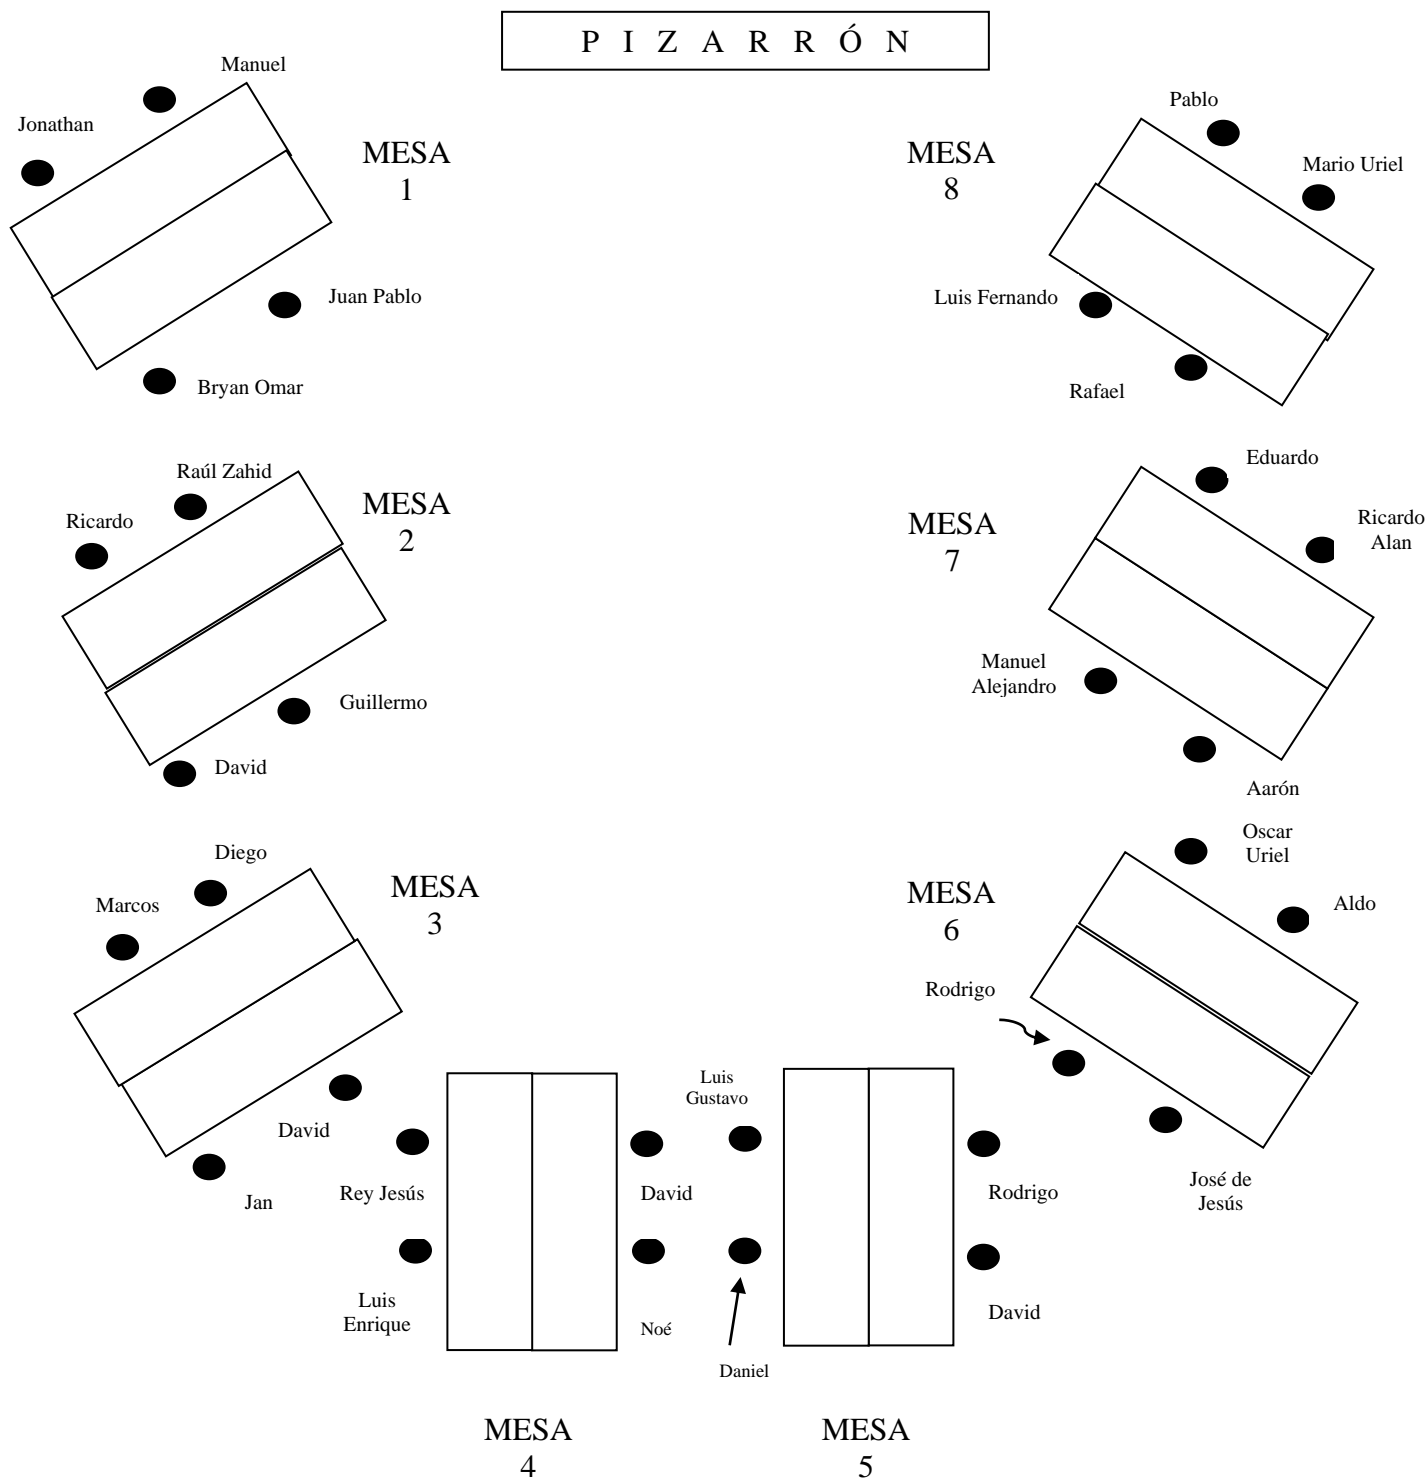 P I Z A R R Ó N
Manuel
Jonathan
MESA
1
Juan Pablo
Bryan Omar
Pablo
MESA
8
Mario Uriel
Luis Fernando
Rafael
Raúl Zahid
Ricardo
MESA
2
Guillermo
David
Eduardo
MESA
7
Ricardo
Alan
Manuel
Alejandro
Aarón
Diego
Marcos
MESA
3
David
Jan
Oscar
Uriel
MESA
6
Aldo
Rodrigo
José de
Jesús
Rey Jesús
David
Luis
Enrique
Noé
MESA
4
Luis
Gustavo
Rodrigo
David
Daniel
MESA
5